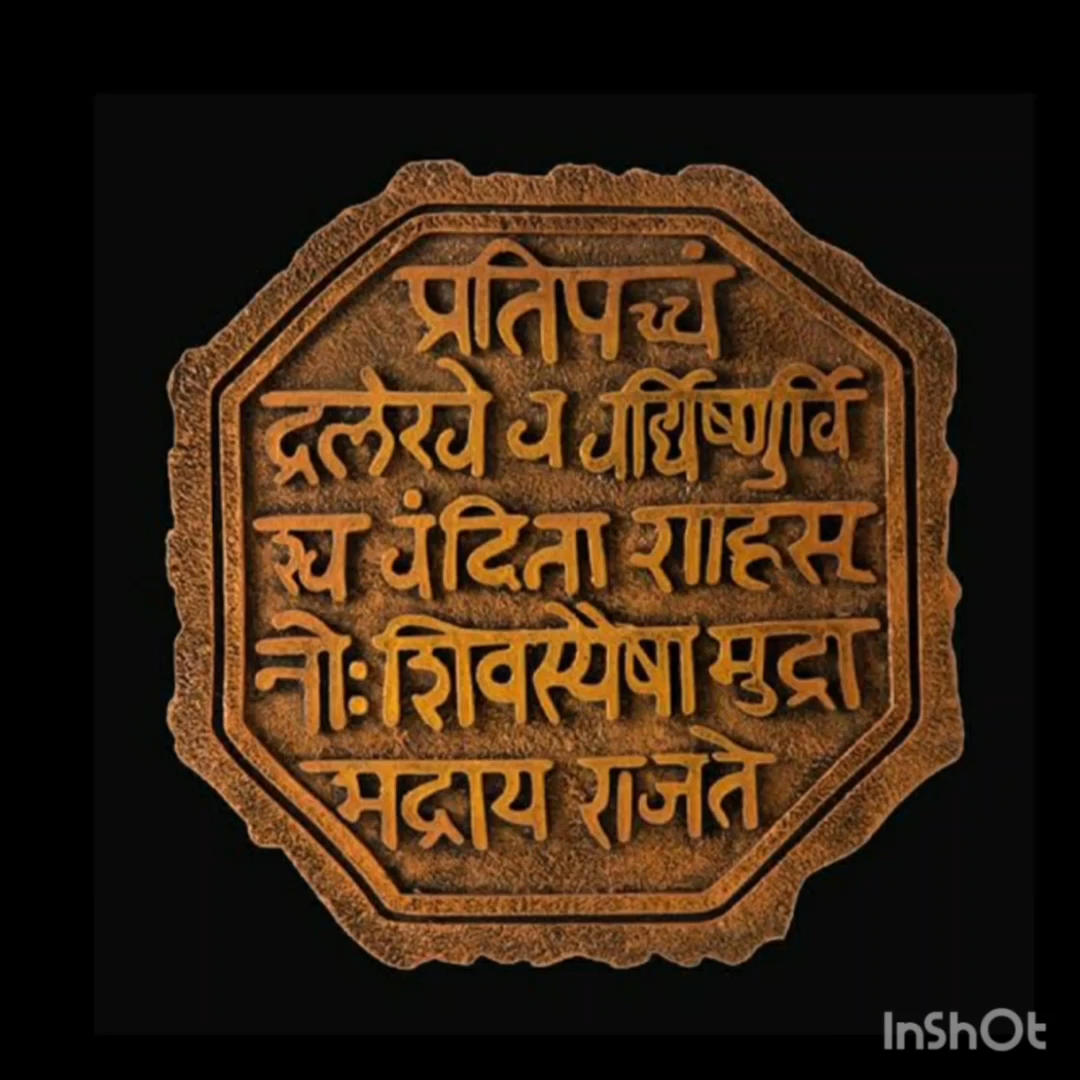 प्रतिपच्चं
द्रलेखे व वर्धिष्णुर्वि
श्व वंदिता शाहसू
नोः शिवस्यैषा मुद्रा
भद्राय राजते
InShOt